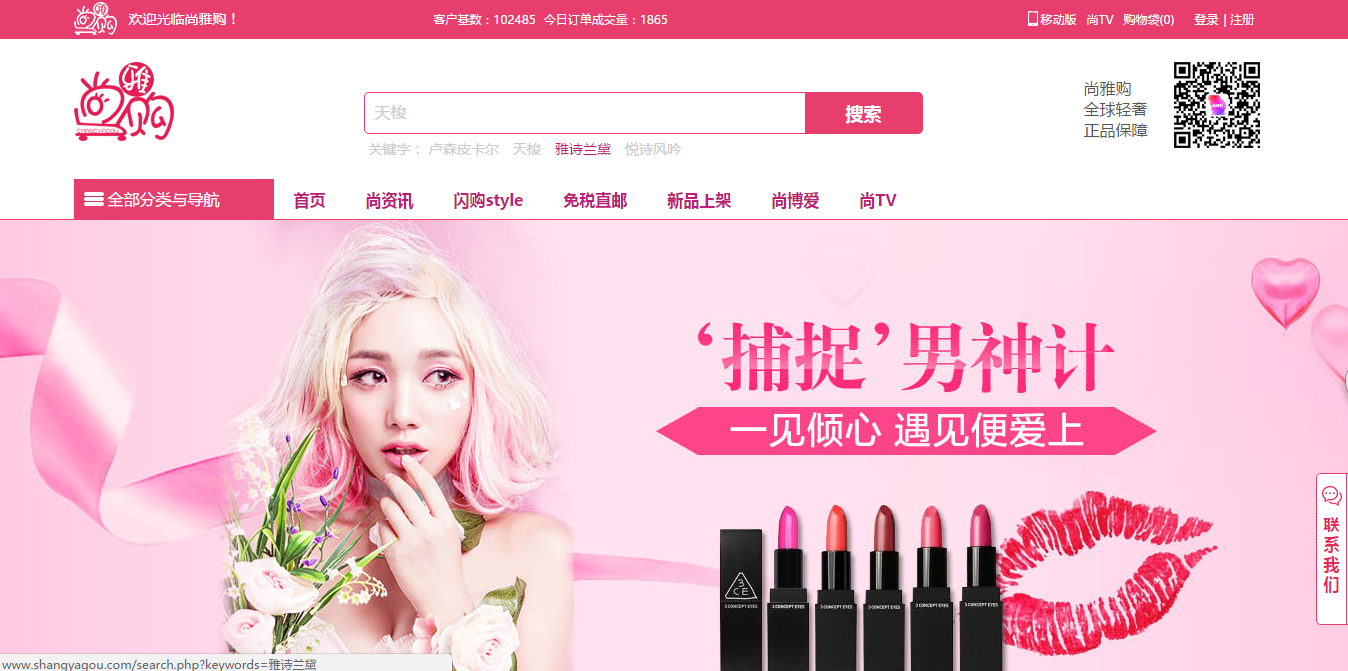 雅购
欢迎光临尚雅购！
客户基数：102485 今日订单成交量：1865
移动版 尚TV 购物袋(0) 登录 | 注册
雅购
SHANGYAGOU
天梭
搜索
关键字： 卢森皮卡尔 天梭 雅诗兰黛 悦诗风吟
尚雅购
全球轻奢
正品保障
全部分类与导航 首页 尚资讯 闪购style 免税直邮 新品上架 尚博爱 尚TV
‘捕捉’男神计
一见倾心 遇见便爱上
3CE
3 CONCEPT EYES
3 CONCEPT EYES
3 CONCEPT EYES
3 CONCEPT EYES
3 CONCEPT EYES
3 CONCEPT EYES
联系我们
www.shangyagou.com/search.php?keywords=雅诗兰黛